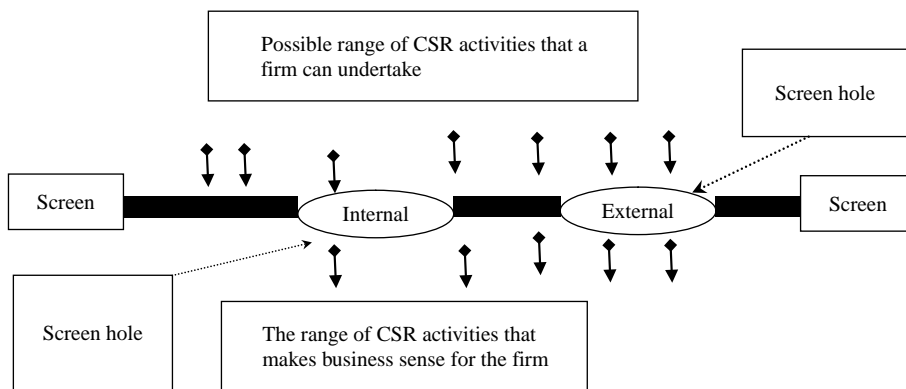 Possible range of CSR activities that a
firm can undertake
Screen hole
Screen
Internal
External
Screen
Screen hole
The range of CSR activities that
makes business sense for the firm